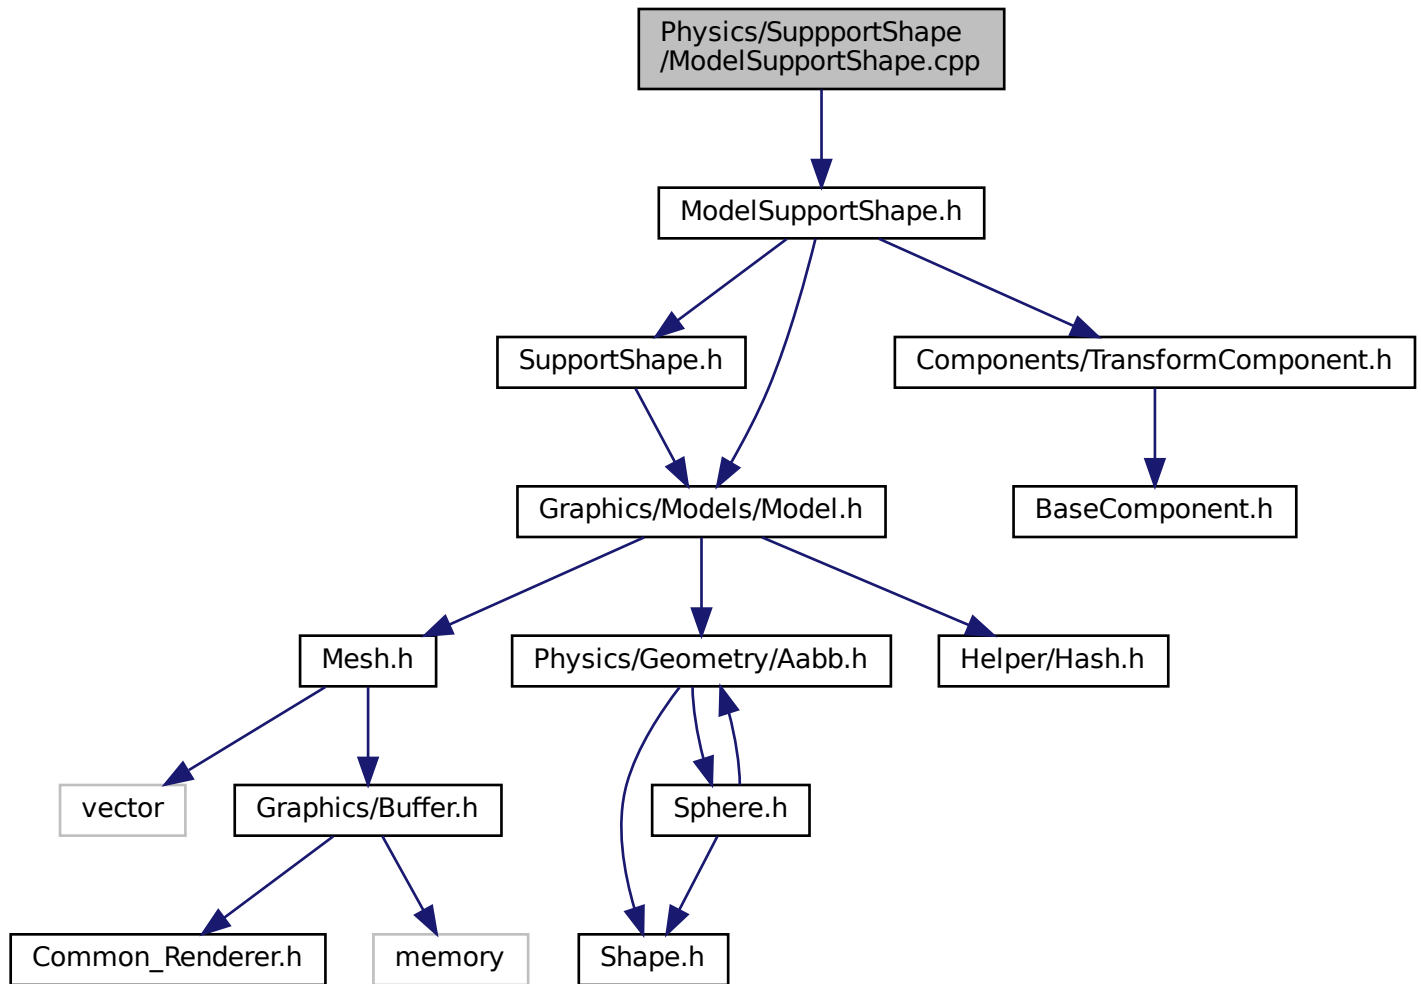 Physics/SuppportShape
/ModelSupportShape.cpp
ModelSupportShape.h
SupportShape.h
Components/TransformComponent.h
Graphics/Models/Model.h
BaseComponent.h
Mesh.h
Physics/Geometry/Aabb.h
Helper/Hash.h
vector
Graphics/Buffer.h
Sphere.h
Common_Renderer.h
memory
Shape.h